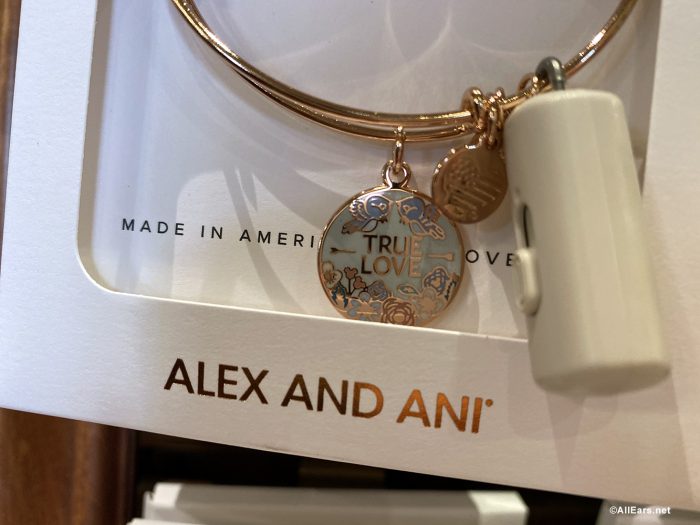 MADE IN AMERI OVE
TRUE
LOVE
ALEX AND ANI
©AllEars.net